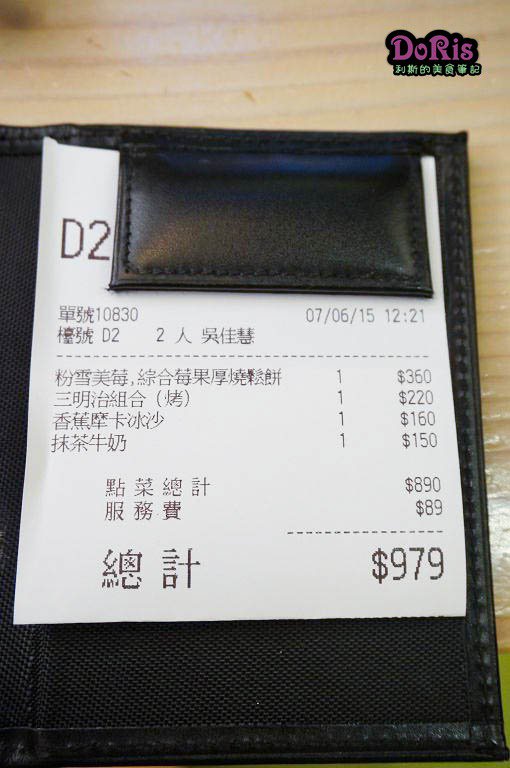 DoRis
利斯的美食筆記
D2
單號10830 07/06/15 12:21
檯號 D2 2 人 吳佳慧
粉雪美莓,綜合莓果厚燒鬆餅 1 $360
三明治組合 (烤) 1 $220
香蕉摩卡冰沙 1 $160
抹茶牛奶 1 $150
點菜總計 $890
服務費 $89
總計 $979